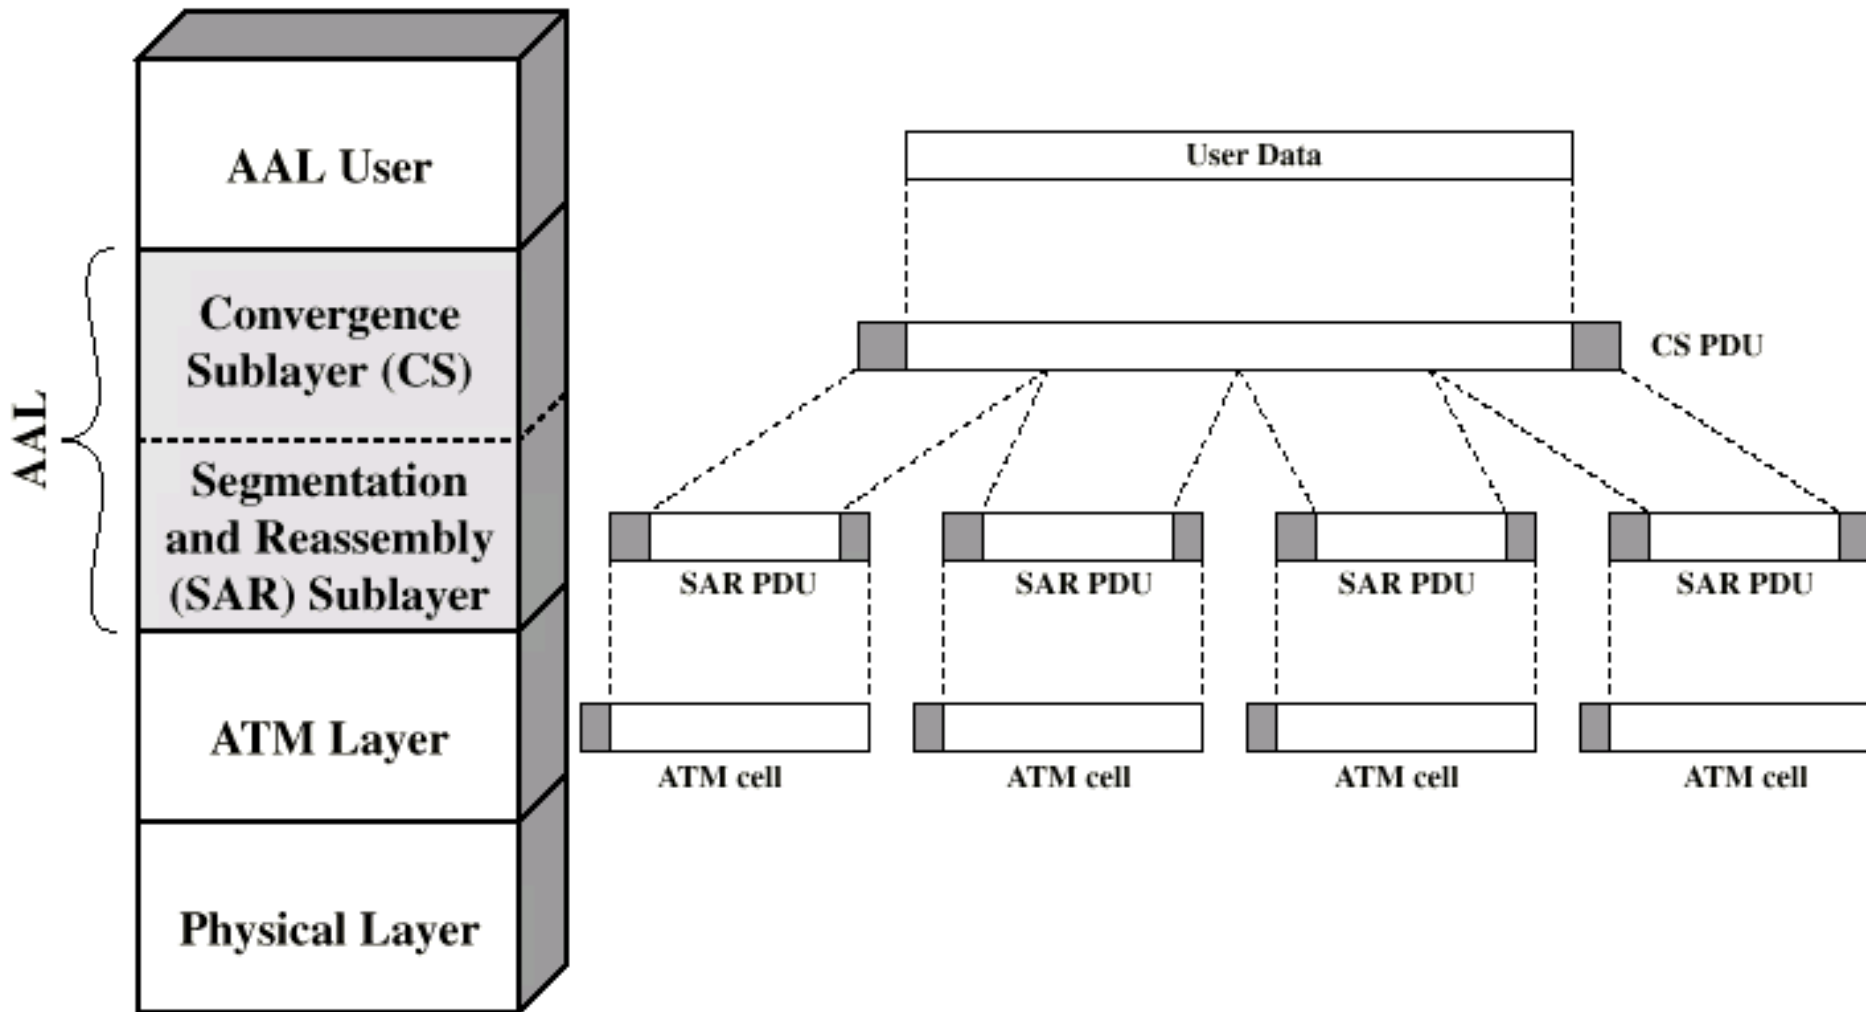 AAL User
Convergence
Sublayer (CS)
AAL
Segmentation
and Reassembly
(SAR) Sublayer
ATM Layer
Physical Layer
User Data
CS PDU
SAR PDU
SAR PDU
SAR PDU
SAR PDU
ATM cell
ATM cell
ATM cell
ATM cell